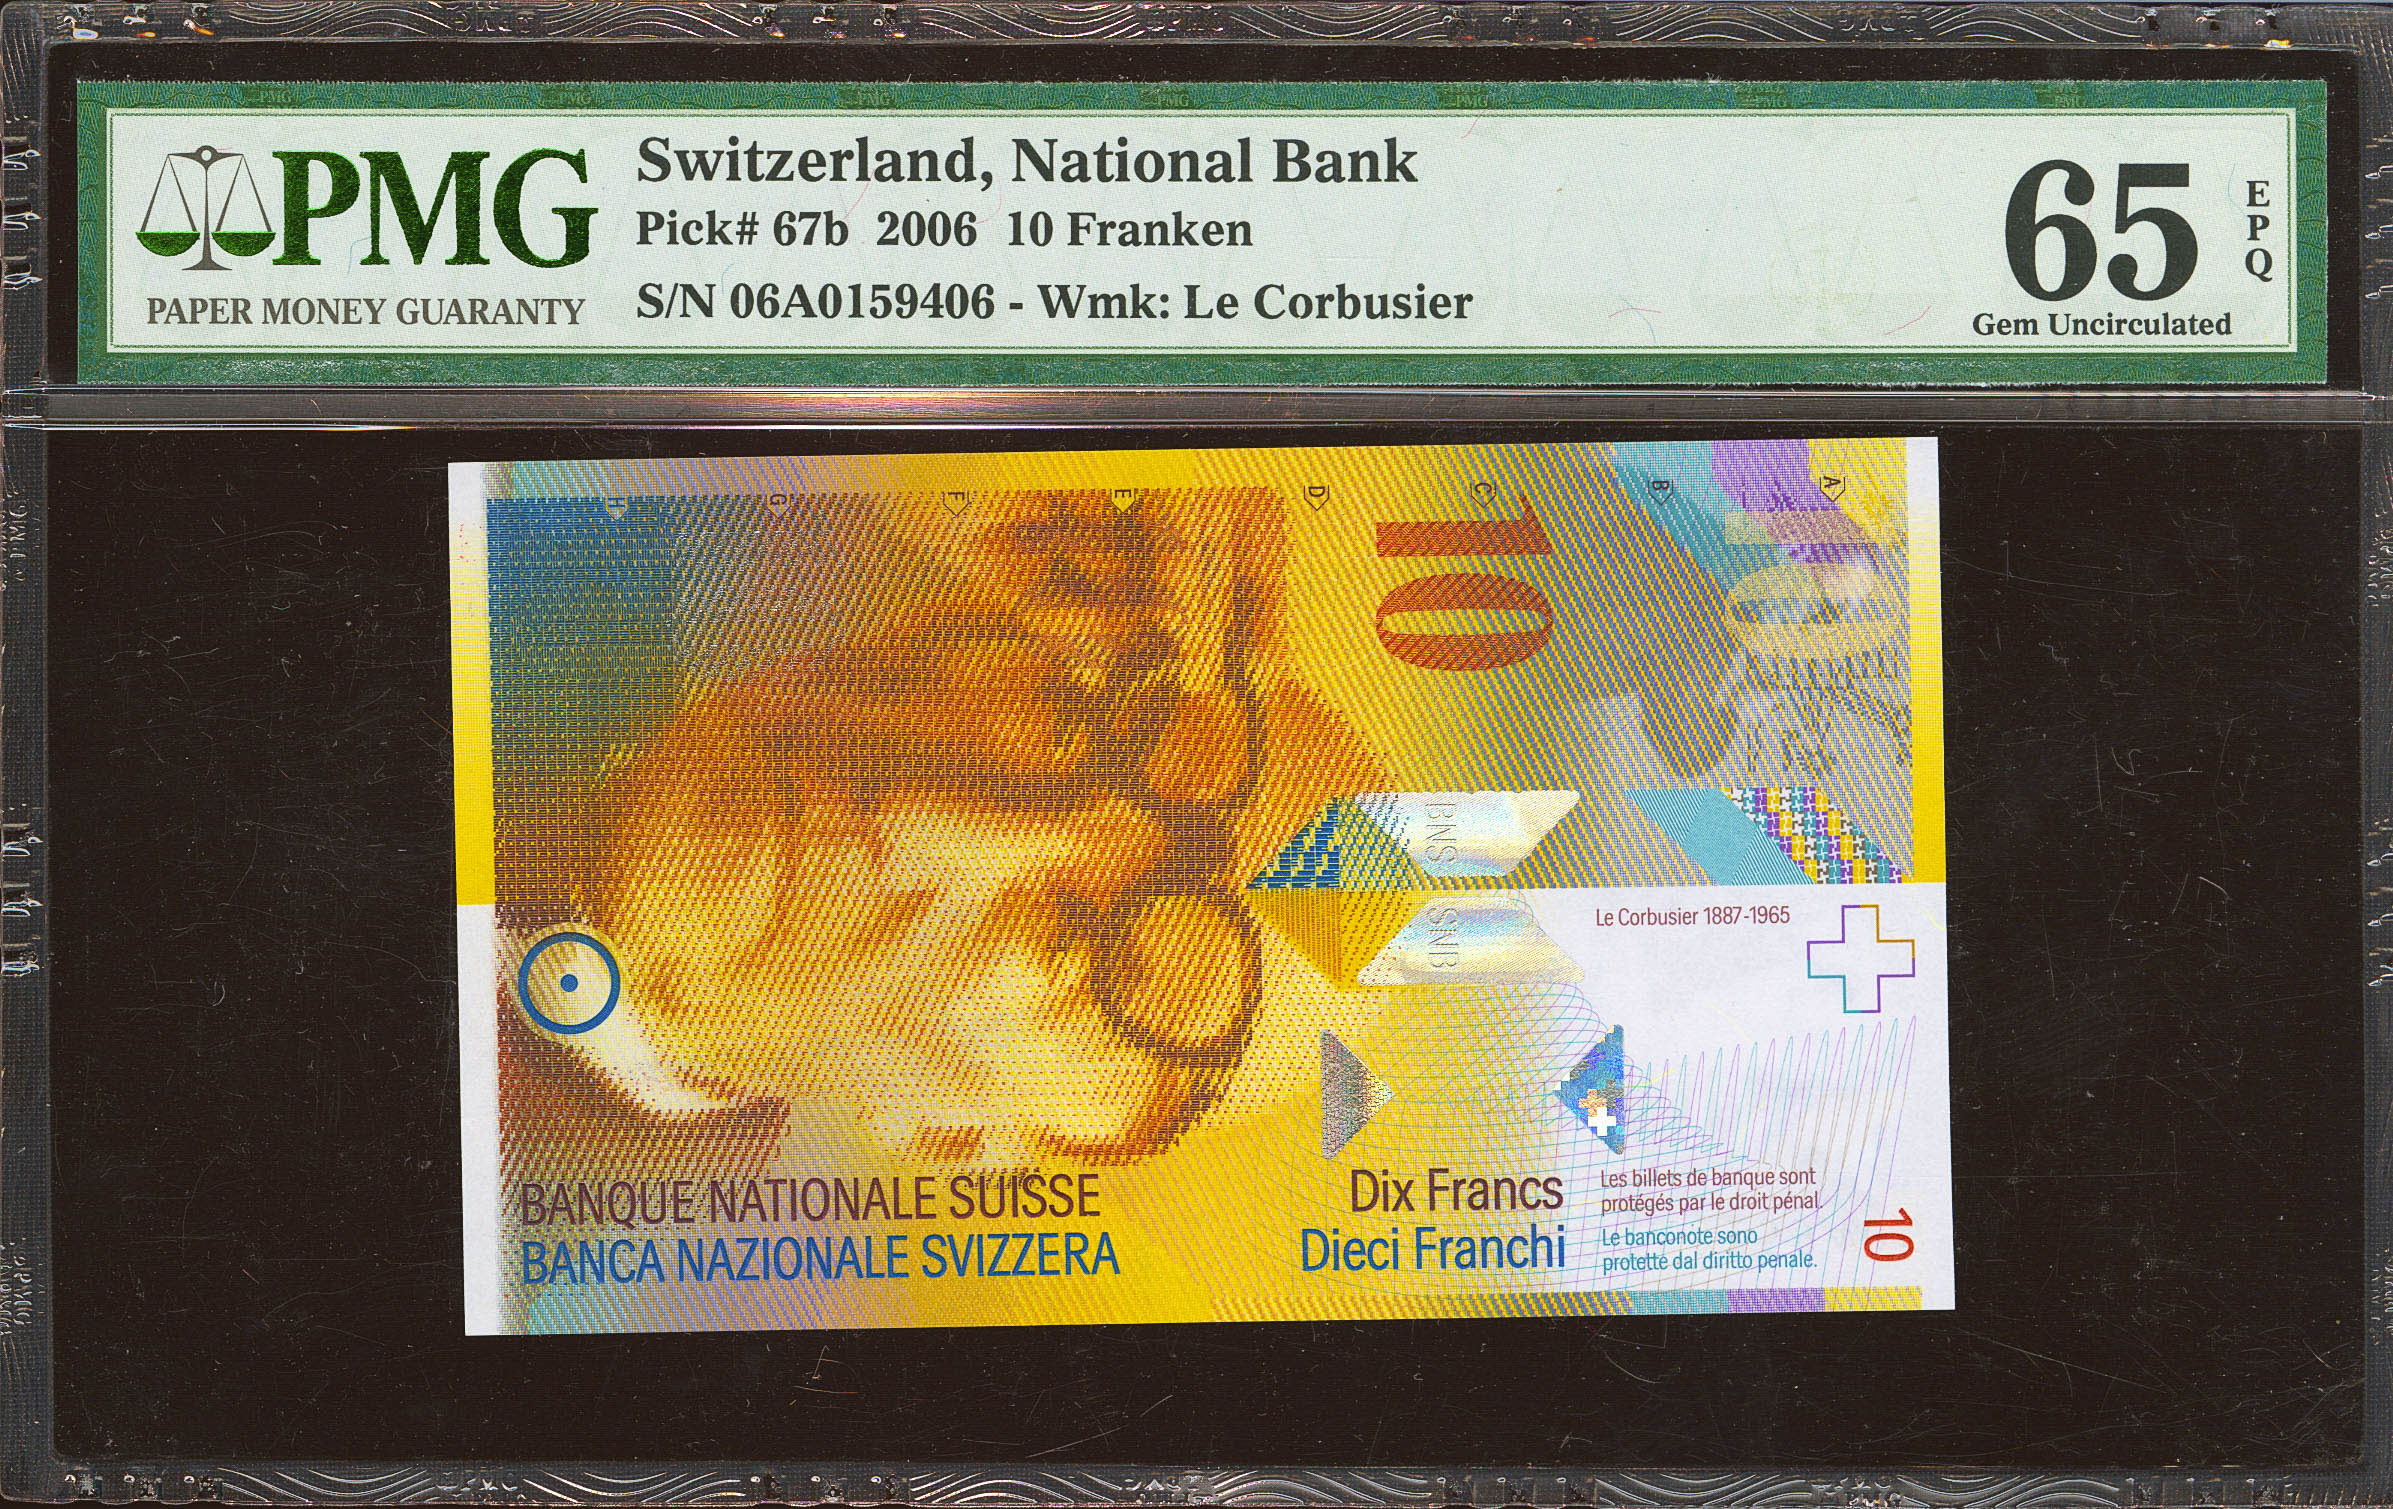 PMG
PAPER MONEY GUARANTY
Switzerland, National Bank
Pick# 67b 2006 10 Franken
S/N 06A0159406 - Wmk: Le Corbusier
65
EPQ
Gem Uncirculated
H G F E D C B A
10
10
BNS
SNB
Le Corbusier 1887-1965
BANQUE NATIONALE SUISSE
BANCA NAZIONALE SVIZZERA
Dix Francs
Dieci Franchi
Les billets de banque sont
protégés par le droit pénal.
Le banconote sono
protette dal diritto penale.
10